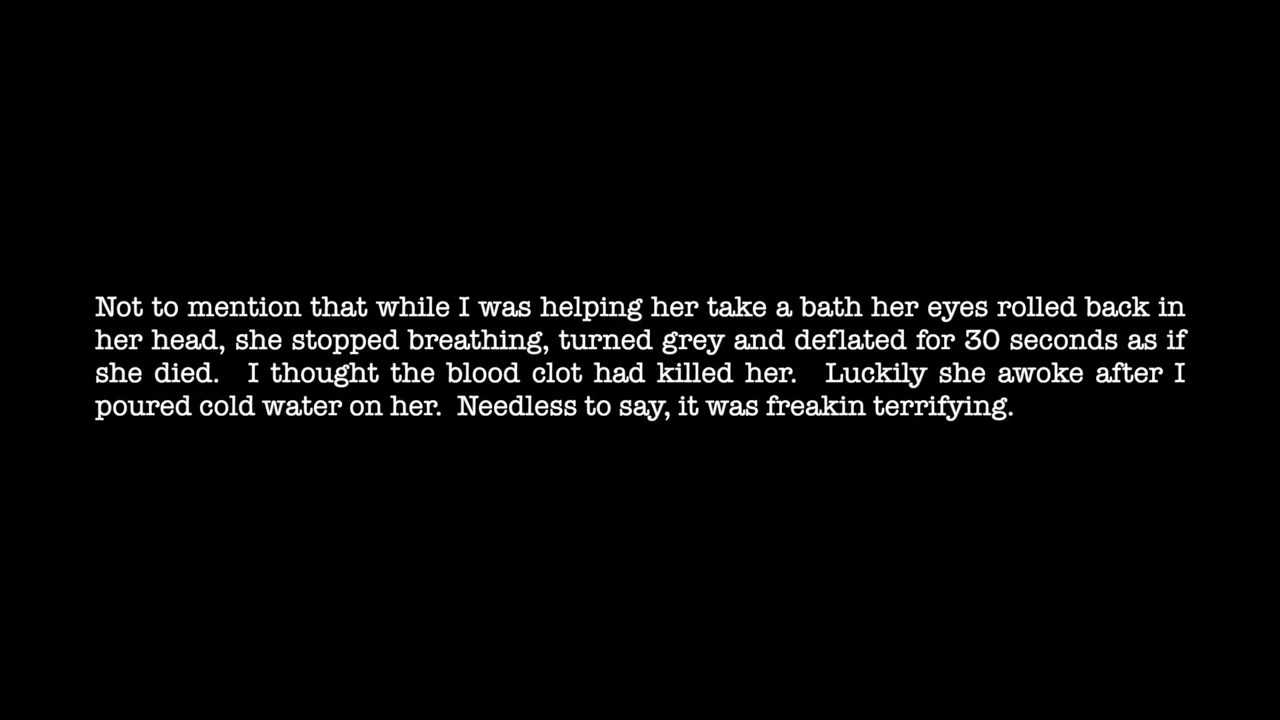 Not to mention that while I was helping her take a bath her eyes rolled back in
her head, she stopped breathing, turned grey and deflated for 30 seconds as if
she died.  I thought the blood clot had killed her.  Luckily she awoke after I
poured cold water on her.  Needless to say, it was freakin terrifying.